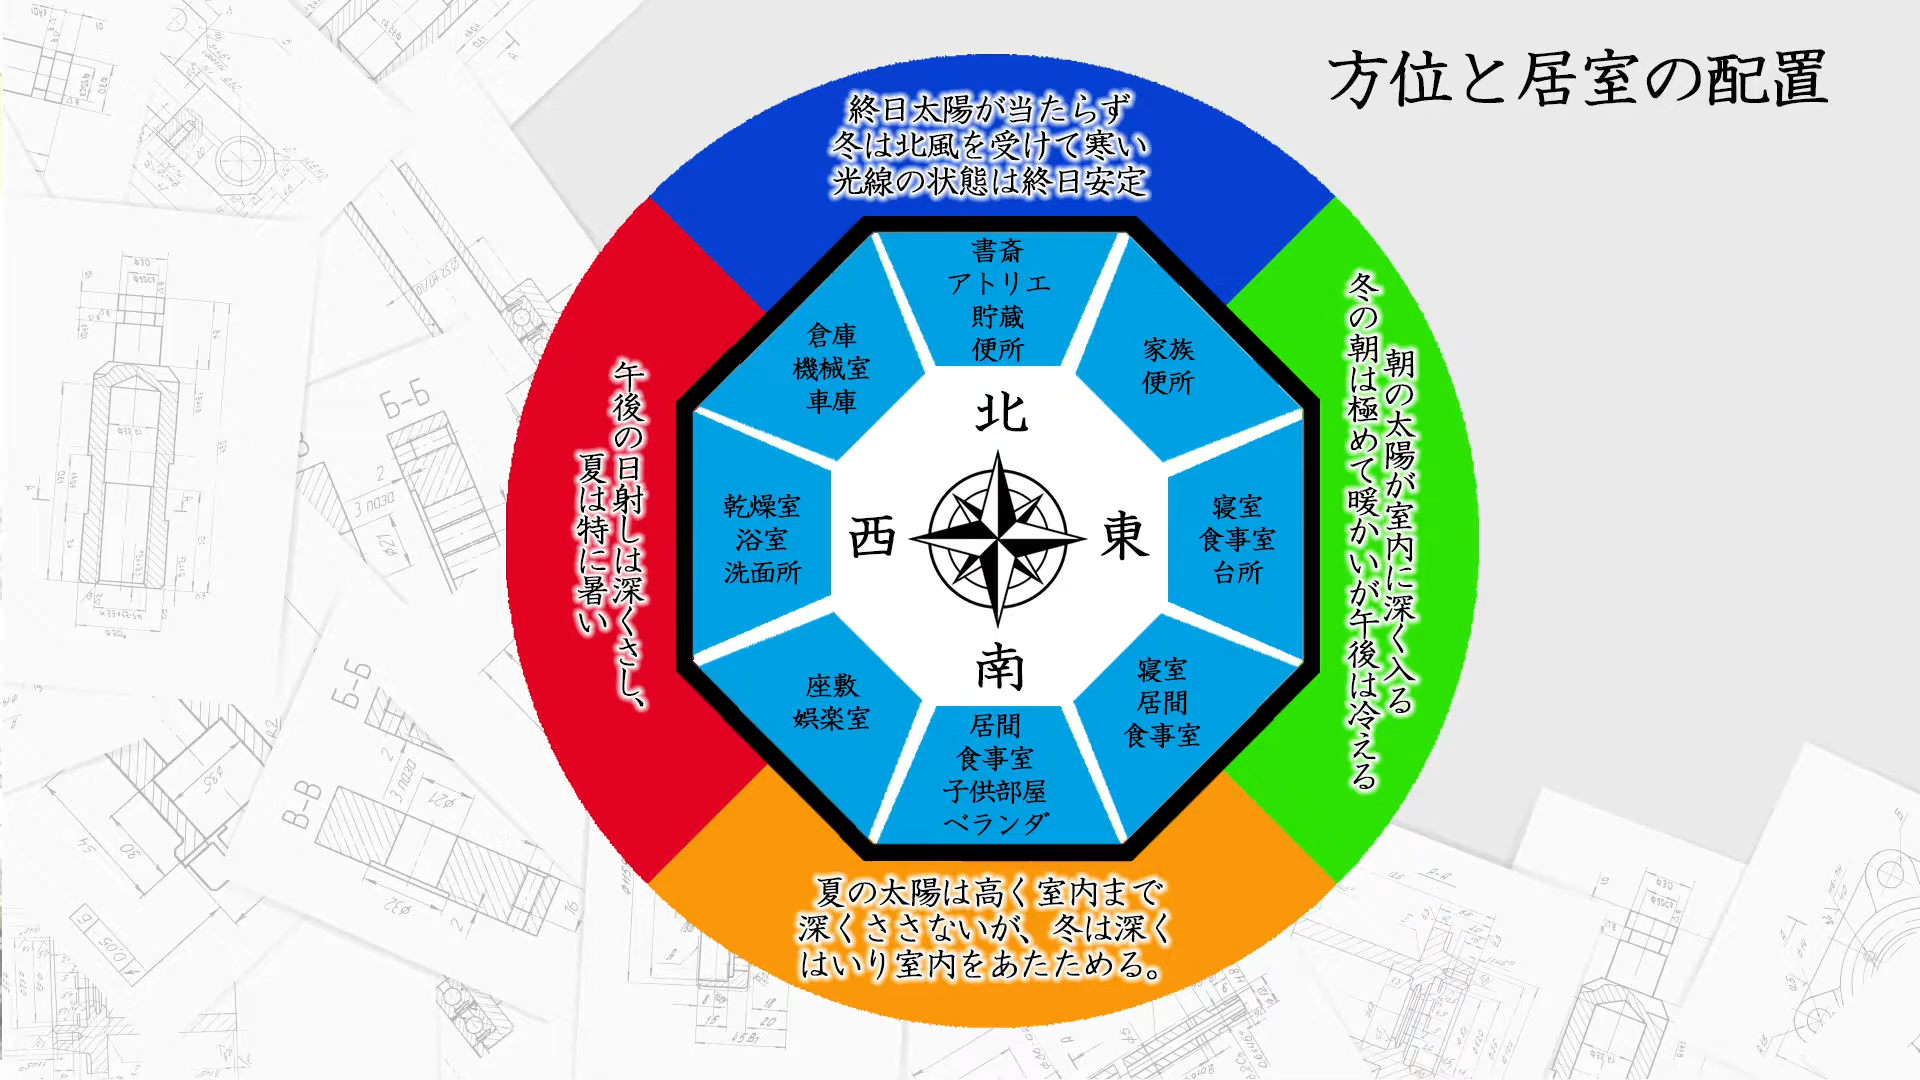 方位と居室の配置
終日太陽が当たらず
冬は北風を受けて寒い
光線の状態は終日安定
書斎
アトリエ
貯蔵
便所
家族
便所
倉庫
機械室
車庫
北
朝の太陽が室内に深く入る
冬の朝は極めて暖かいが午後は冷える
午後の日射しは深くさし、
夏は特に暑い
乾燥室
浴室
洗面所
西
東
寝室
食事室
台所
南
座敷
娯楽室
寝室
居間
食事室
居間
食事室
子供部屋
ベランダ
夏の太陽は高く室内まで
深くささないが、冬は深く
はいり室内をあたためる。
Б-Б
Б-Б
В-В